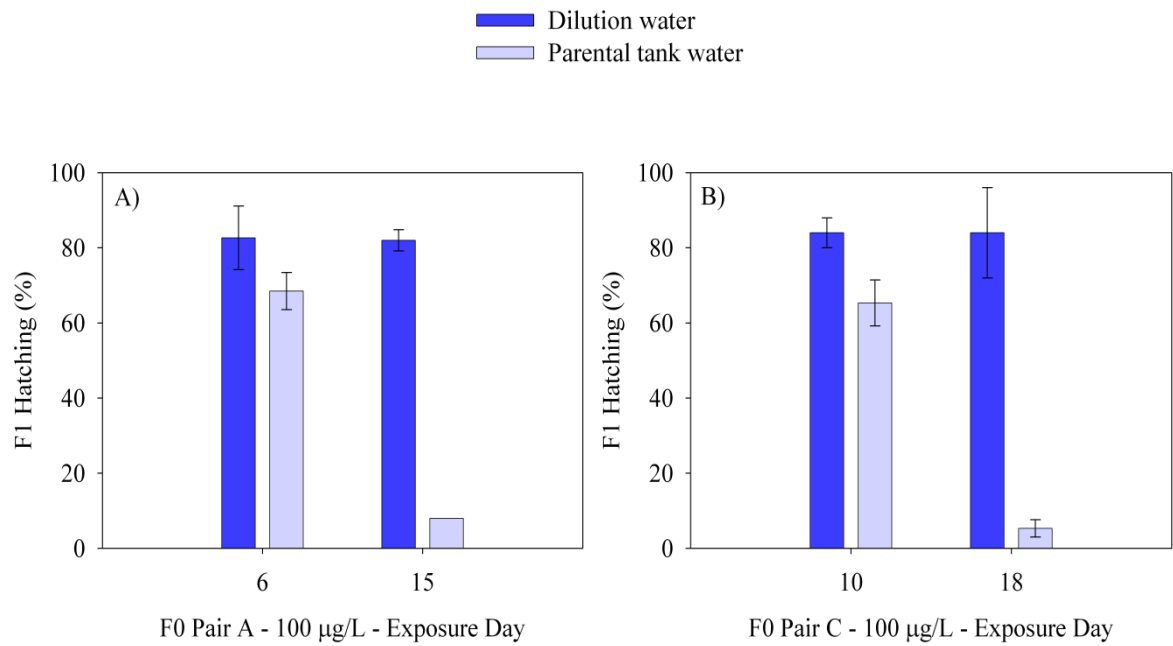 Dilution water
Parental tank water
A)
F1 Hatching (%)
100
80
60
40
20
0
6 15
F0 Pair A - 100 µg/L - Exposure Day
B)
F1 Hatching (%)
100
80
60
40
20
0
10 18
F0 Pair C - 100 µg/L - Exposure Day